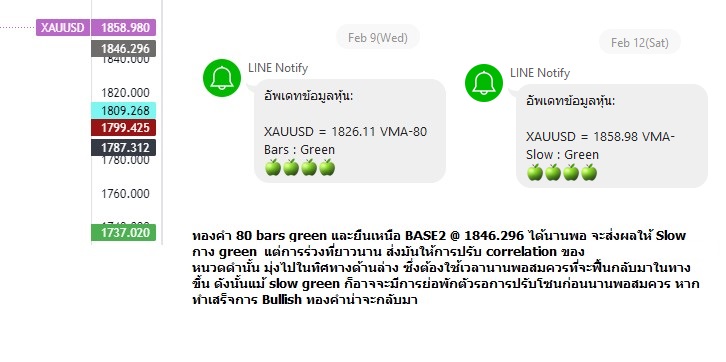 XAUUSD 1858.980
1846.296
1840.000
1820.000
1809.268
1799.425
1787.312
1780.000
1760.000
1737.020
Feb 9(Wed)
LINE Notify
อัพเดทข้อมูลหุ้น:
XAUUSD = 1826.11 VMA-80
Bars : Green
Feb 12(Sat)
LINE Notify
อัพเดทข้อมูลหุ้น:
XAUUSD = 1858.98 VMA-
Slow : Green
ทองคำ 80 bars green และยืนเหนือ BASE2 @ 1846.296 ได้นานพอ จะส่งผลให้ Slow
กาง green แต่การร่วงที่ยาวนาน ส่งมันให้การปรับ correlation ของ
หนวดดำนั้น มุ่งไปในทิศทางด้านล่าง ซึ่งต้องใช้เวลานานพอสมควรที่จะฟื้นกลับมาในทาง
ขึ้น ดังนั้นแม้ slow green ก็อาจจะมีการย่อพักตัวรอการปรับโซนก่อนนานพอสมควร หาก
ทำเสร็จการ Bullish ทองคำน่าจะกลับมา